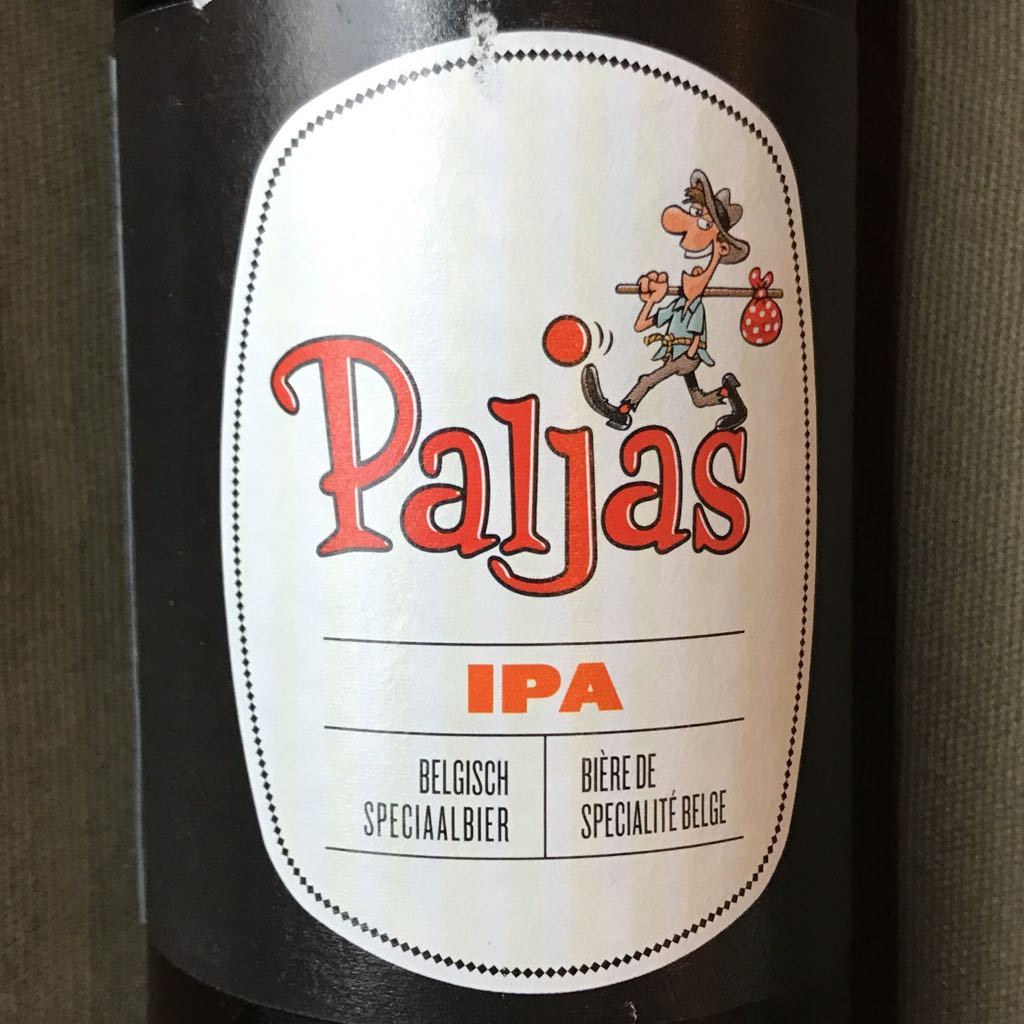 Paljas
IPA
BELGISCH
SPECIAALBIER
BIÈRE DE
SPECIALITÉ BELGE